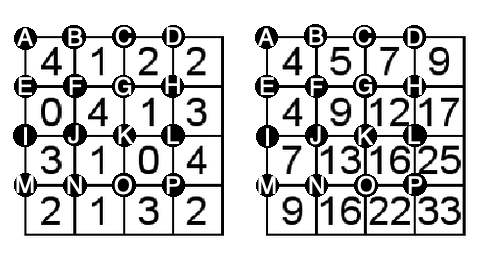 A B C D A B C D
4 1 2 2 4 5 7 9
E F G H E F G H
0 4 1 3 4 9 12 17
I J K L I J K L
3 1 0 4 7 13 16 25
M N O P M N O P
2 1 3 2 9 16 22 33